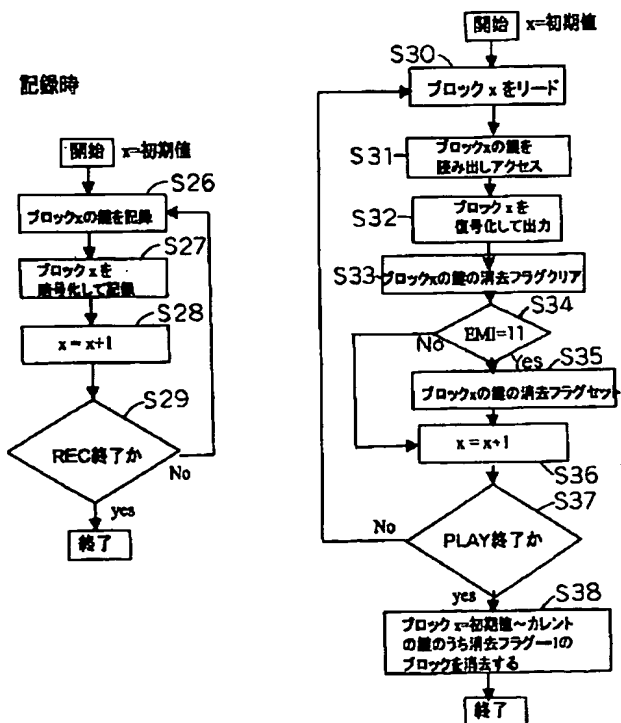 記録時
開始 x=初期値
S26
ブロックxの鍵を記録
S27
ブロックxを
暗号化して記録
S28
x=x+1
S29
REC終了か
No
yes
終了
開始 x=初期値
S30
ブロックxをリード
S31
ブロックxの鍵を
読み出しアクセス
S32
ブロックxを
復号化して出力
S33
ブロックxの鍵の消去フラグクリア
S34
EMI=11
No
Yes
S35
ブロックxの鍵の消去フラグセット
x=x+1
S36
S37
PLAY終了か
No
yes
S38
ブロックx=初期値~カレント
の鍵のうち消去フラグ=1の
ブロックを消去する
終了